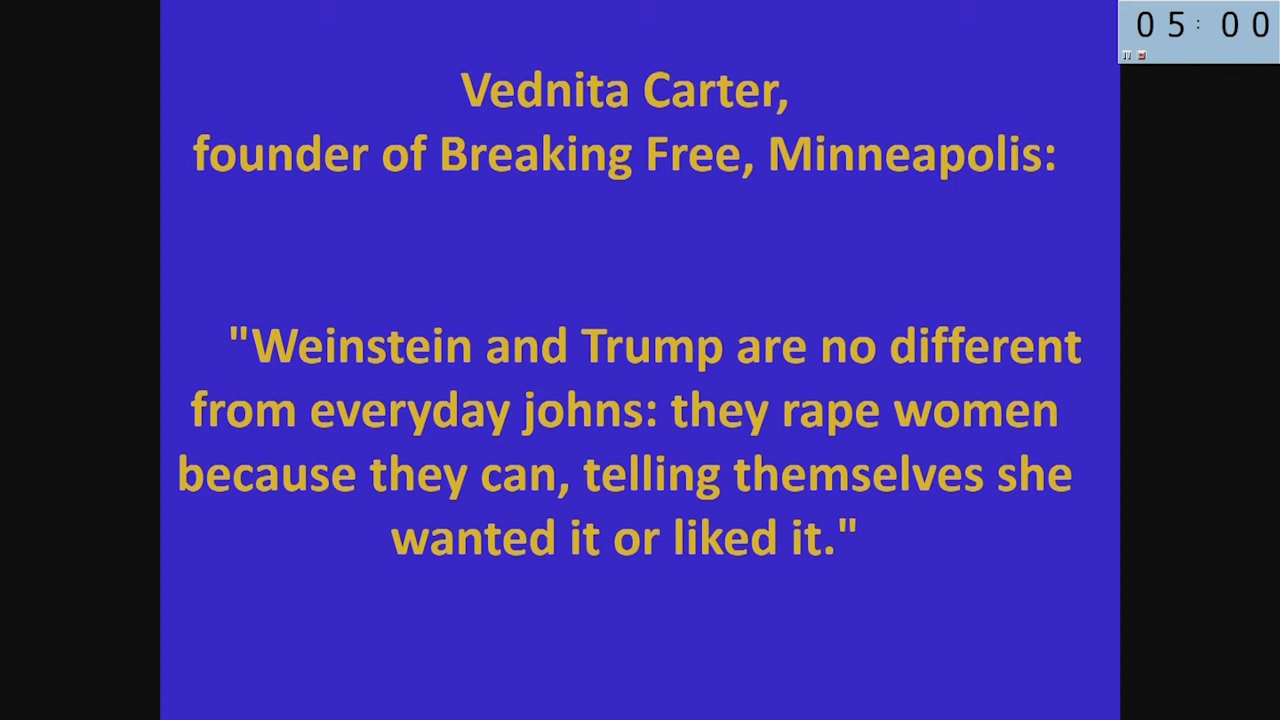 05:00
Vednita Carter,
founder of Breaking Free, Minneapolis:
"Weinstein and Trump are no different
from everyday johns: they rape women
because they can, telling themselves she
wanted it or liked it."